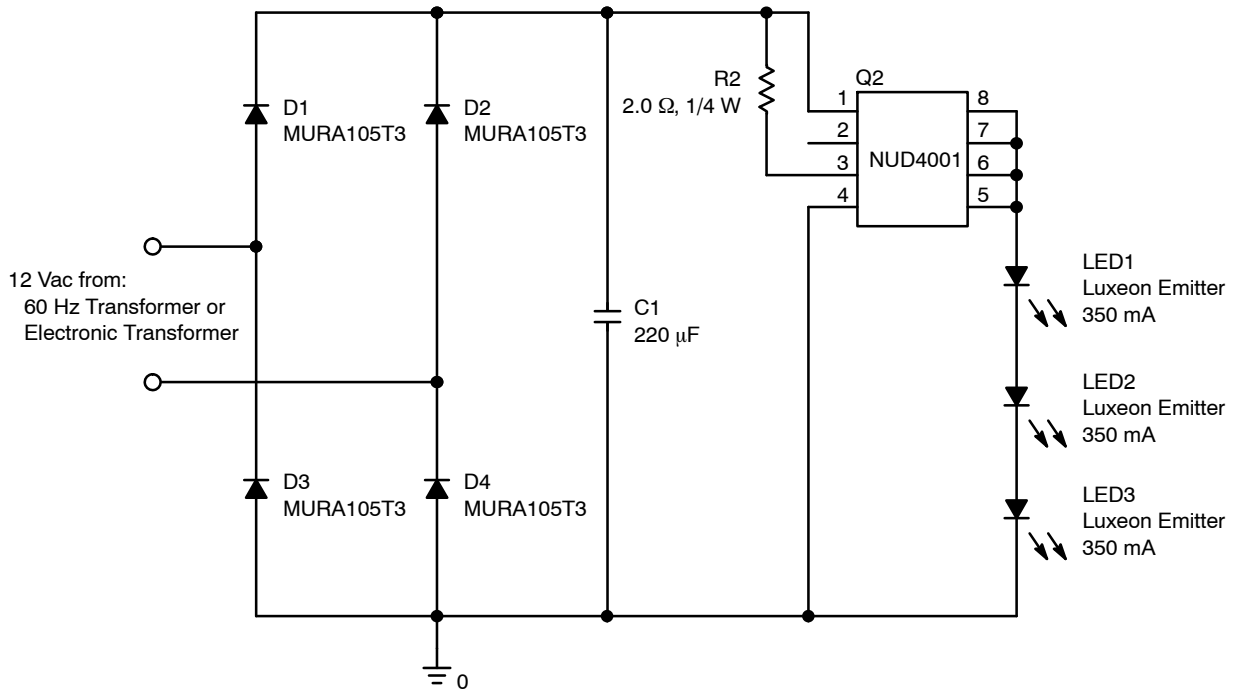 D1
MURA105T3
D2
MURA105T3
R2
2.0 Ω, 1/4 W
Q2
1
2
3
4
NUD4001
8
7
6
5
12 Vac from:
60 Hz Transformer or
Electronic Transformer
C1
220 μF
LED1
Luxeon Emitter
350 mA
LED2
Luxeon Emitter
350 mA
D3
MURA105T3
D4
MURA105T3
LED3
Luxeon Emitter
350 mA
0